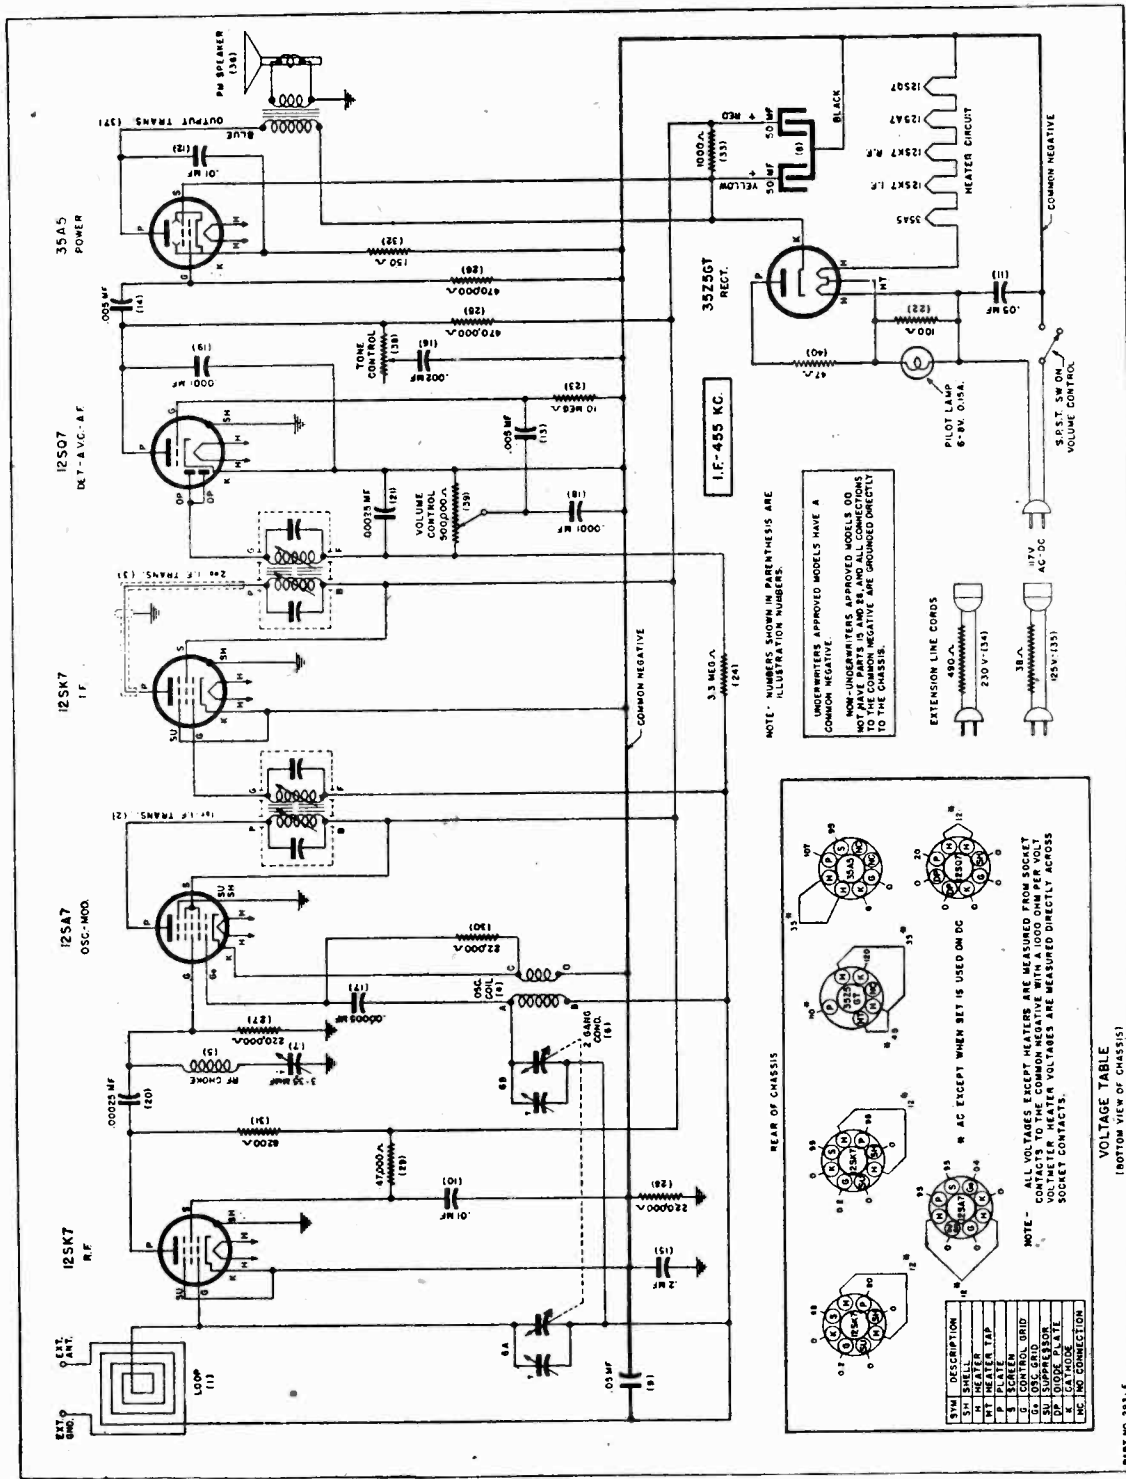 PM SPEAKER
(36)
OUTPUT TRANS. (37)
BLUE
.01 MF
(12)
35A5
POWER
150Ω
(32)
470,000Ω
(26)
.005 MF
(14)
470,000Ω
(25)
TONE
CONTROL
(38)
.002 MF
(16)
.0001 MF
(19)
12SQ7
DET-A.V.C.-A.F.
10 MEG Ω
(23)
.005 MF
(13)
.0001 MF
(18)
VOLUME
CONTROL
500,000Ω
(39)
.00025 MF
(21)
2ND I.F. TRANS. (3)
12SK7
I.F.
COMMON NEGATIVE
3.3 MEG Ω
(24)
1ST. I.F. TRANS. (2)
12SA7
OSC-MOD.
22,000Ω
(30)
OSC.
COIL
(4)
.00005 MF
(17)
2 GANG
COND.
(6)
6B
220,000Ω
(27)
RF CHOKE
(5)
3-35 MMF
(7)
.00025 MF
(20)
8200Ω
(31)
47,000Ω
(29)
.01 MF
(10)
220,000Ω
(28)
.2 MF
(15)
12SK7
R.F.
6A
.05 MF
(9)
EXT.
ANT.
EXT.
GND.
LOOP (1)
1000Ω
(33)
+ RED
50 MF
YELLOW +
50 MF
(8)
BLACK
12SQ7
12SA7
12SK7 R.F.
12SK7 I.F.
35A5
HEATER CIRCUIT
COMMON NEGATIVE
35Z5GT
RECT.
47Ω
(40)
100Ω
(22)
.05 MF
(11)
PILOT LAMP
6-8V. 0.15A.
S.P.S.T. SW ON
VOLUME CONTROL
117V
AC-DC
I.F.-455 KC.
NOTE - NUMBERS SHOWN IN PARENTHESIS ARE
ILLUSTRATION NUMBERS.
UNDERWRITERS APPROVED MODELS HAVE A
COMMON NEGATIVE.
NON-UNDERWRITERS APPROVED MODELS DO
NOT HAVE PARTS 15 AND 28, AND ALL CONNECTIONS
TO THE COMMON NEGATIVE ARE GROUNDED DIRECTLY
TO THE CHASSIS.
EXTENSION LINE CORDS
490Ω
230V-(34)
38Ω
125V-(35)
REAR OF CHASSIS
35A5
35Z5
GT
12SK7
12SK7
12SQ7
12SA7
* AC EXCEPT WHEN SET IS USED ON DC
NOTE - ALL VOLTAGES EXCEPT HEATERS ARE MEASURED FROM SOCKET
CONTACTS TO THE COMMON NEGATIVE WITH A 1000 OHM PER VOLT
VOLTMETER. HEATER VOLTAGES ARE MEASURED DIRECTLY ACROSS
SOCKET CONTACTS.
SYM DESCRIPTION
SH SHELL
H HEATER
HT HEATER TAP
P PLATE
S SCREEN
G CONTROL GRID
Go OSC GRID
SU SUPPRESSOR
DP DIODE PLATE
K CATHODE
NC NO CONNECTION
VOLTAGE TABLE
(BOTTOM VIEW OF CHASSIS)